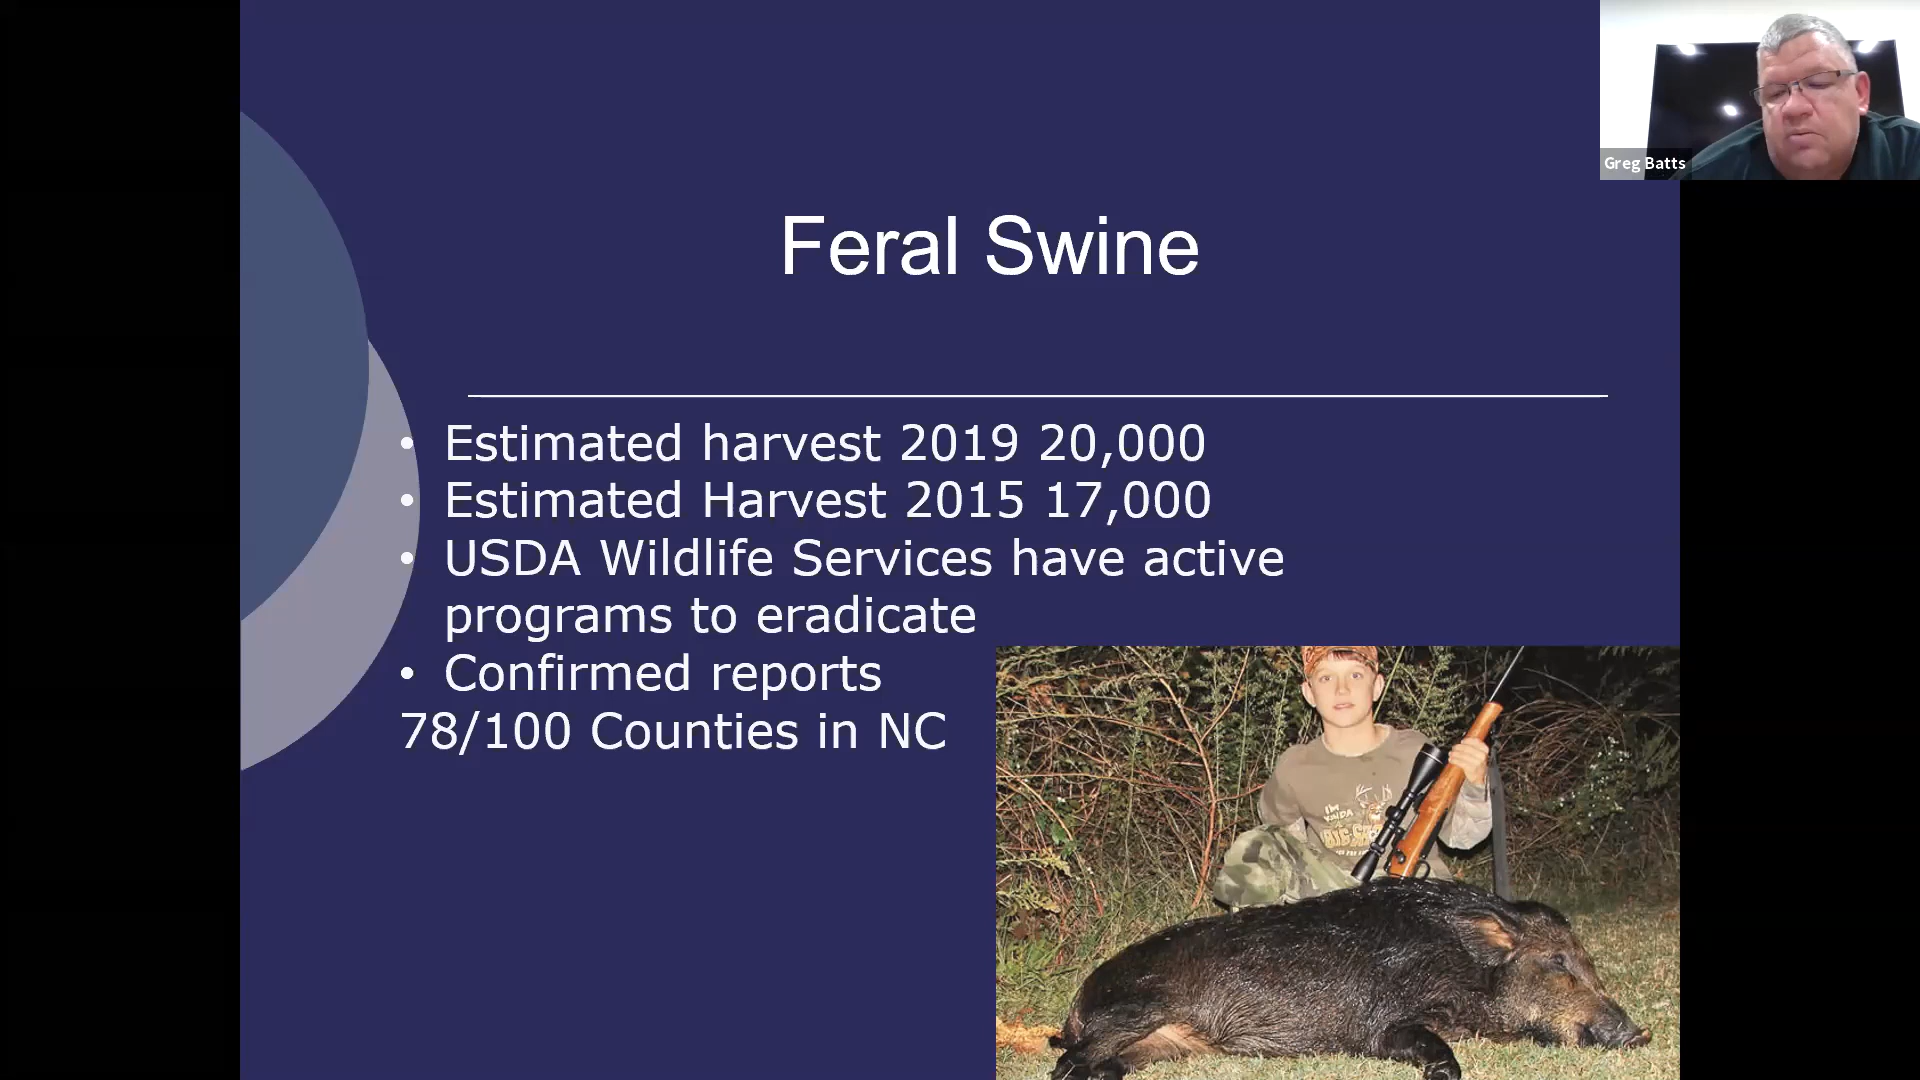 Greg Batts
Feral Swine
• Estimated harvest 2019 20,000
• Estimated Harvest 2015 17,000
• USDA Wildlife Services have active
programs to eradicate
• Confirmed reports
78/100 Counties in NC
I'M
KINDA